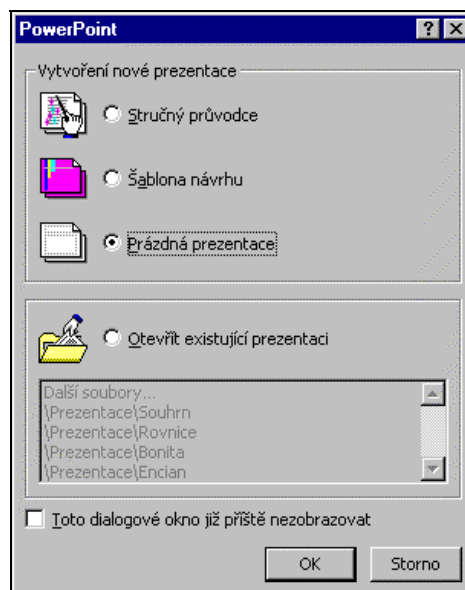 PowerPoint
Vytvoření nové prezentace
Stručný průvodce
Šablona návrhu
Prázdná prezentace
Otevřít existující prezentaci
Další soubory...
\Prezentace\Souhrn
\Prezentace\Rovnice
\Prezentace\Bonita
\Prezentace\Encian
Toto dialogové okno již příště nezobrazovat
OK
Storno